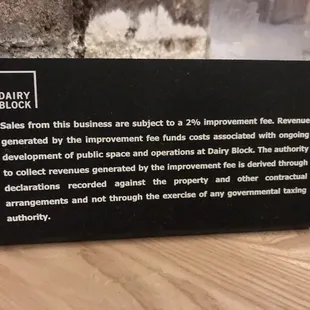 DAIRY
BLOCK
Sales from this business are subject to a 2% improvement fee. Revenue
generated by the improvement fee funds costs associated with ongoing
development of public space and operations at Dairy Block. The authority
to collect revenues generated by the improvement fee is derived through
declarations recorded against the property and other contractual
arrangements and not through the exercise of any governmental taxing
authority.